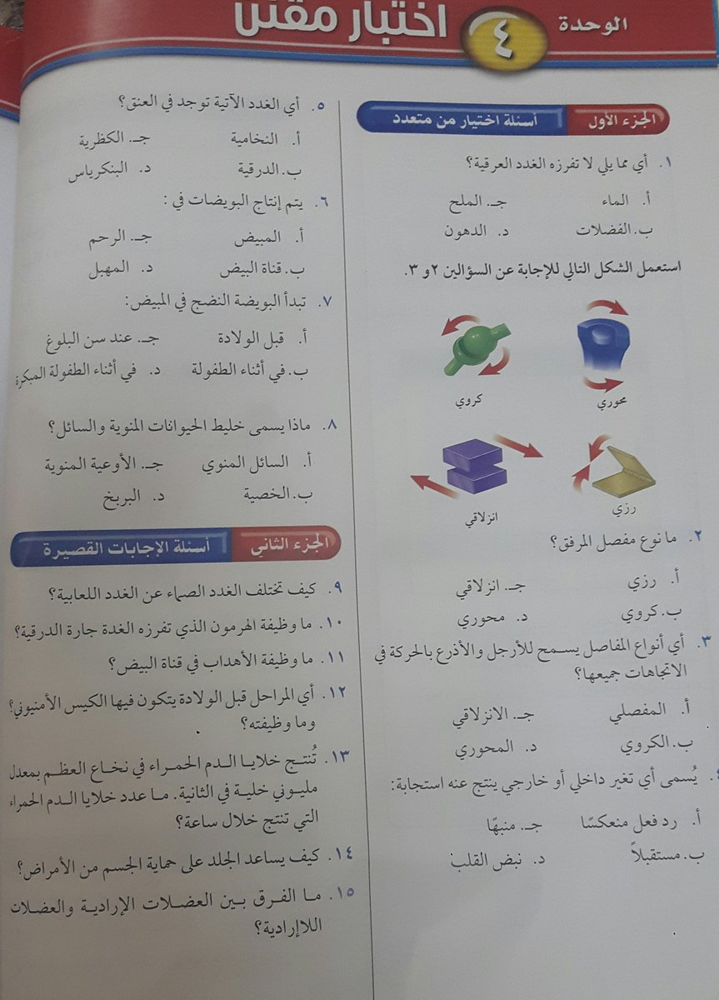 الوحدة ٤ اختبار مقنن
الجزء الأول أسئلة اختيار من متعدد
١. أي مما يلي لا تفرزه الغدد العرقية؟
أ. الماء جـ. الملح
ب. الفضلات د. الدهون
استعمل الشكل التالي للإجابة عن السؤالين ٢ و ٣.
محوري كروي
رزي انزلاقي
٢. ما نوع مفصل المرفق؟
أ. رزي جـ. انزلاقي
ب. كروي د. محوري
٣. أي أنواع المفاصل يسمح للأرجل والأذرع بالحركة في
الاتجاهات جميعها؟
أ. المفصلي جـ. الانزلاقي
ب. الكروي د. المحوري
٤. يُسمى أي تغير داخلي أو خارجي ينتج عنه استجابة:
أ. رد فعل منعكسًا جـ. منبهًا
ب. مستقبلاً د. نبض القلب
٥. أي الغدد الآتية توجد في العنق؟
أ. النخامية جـ. الكظرية
ب. الدرقية د. البنكرياس
٦. يتم إنتاج البويضات في:
أ. المبيض جـ. الرحم
ب. قناة البيض د. المهبل
٧. تبدأ البويضة النضج في المبيض:
أ. قبل الولادة جـ. عند سن البلوغ
ب. في أثناء الطفولة د. في أثناء الطفولة المبكرة
٨. ماذا يسمى خليط الحيوانات المنوية والسائل؟
أ. السائل المنوي جـ. الأوعية المنوية
ب. الخصية د. البربخ
الجزء الثاني أسئلة الإجابات القصيرة
٩. كيف تختلف الغدد الصماء عن الغدد اللعابية؟
١٠. ما وظيفة الهرمون الذي تفرزه الغدة جارة الدرقية؟
١١. ما وظيفة الأهداب في قناة البيض؟
١٢. أي المراحل قبل الولادة يتكون فيها الكيس الأمنيوني؟
وما وظيفته؟
١٣. تُنتج خلايا الدم الحمراء في نخاع العظم بمعدل
مليوني خلية في الثانية. ما عدد خلايا الدم الحمراء
التي تنتج خلال ساعة؟
١٤. كيف يساعد الجلد على حماية الجسم من الأمراض؟
١٥. ما الفرق بين العضلات الإرادية والعضلات
اللاإرادية؟